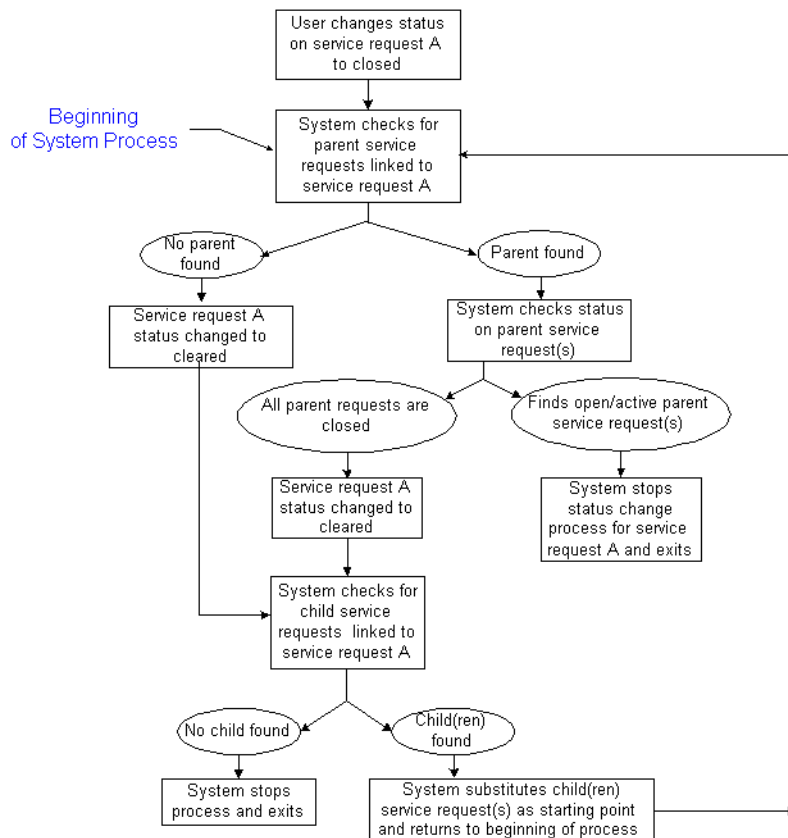 User changes status
on service request A
to closed
Beginning
of System Process
System checks for
parent service
requests linked to
service request A
No parent
found
Parent found
Service request A
status changed to
cleared
System checks status
on parent service
request(s)
All parent requests are
closed
Finds open/active parent
service request(s)
Service request A
status changed to
cleared
System stops
status change
process for service
request A and exits
System checks for
child service
requests linked to
service request A
No child found
Child(ren)
found
System stops
process and exits
System substitutes child(ren)
service request(s) as starting point
and returns to beginning of process